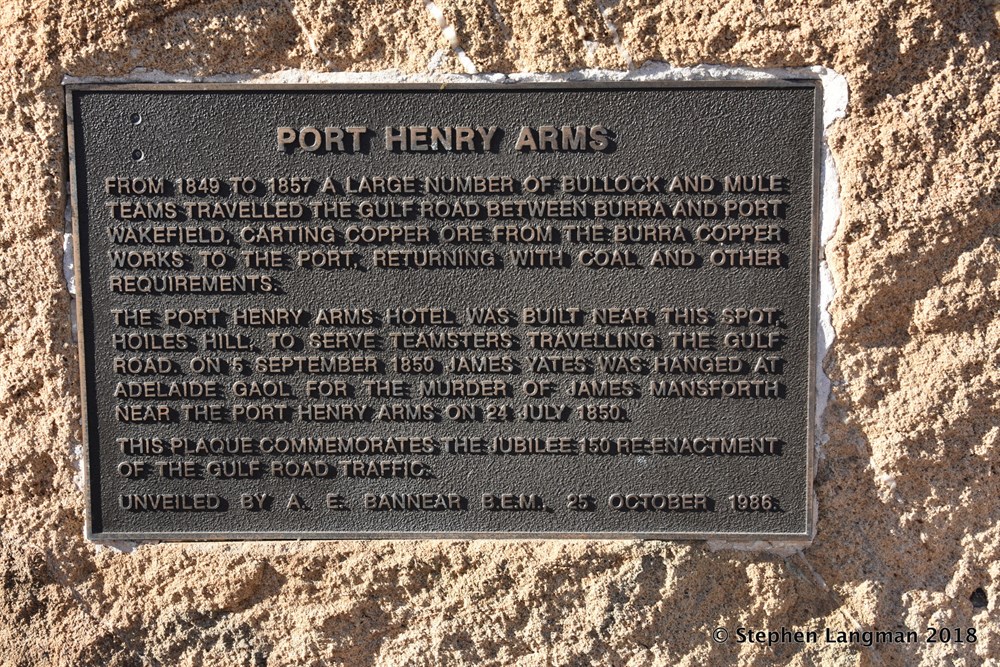 PORT HENRY ARMS
FROM 1849 TO 1857 A LARGE NUMBER OF BULLOCK AND MULE
TEAMS TRAVELLED THE GULF ROAD BETWEEN BURRA AND PORT
WAKEFIELD, CARTING COPPER ORE FROM THE BURRA COPPER
WORKS TO THE PORT, RETURNING WITH COAL AND OTHER
REQUIREMENTS.
THE PORT HENRY ARMS HOTEL WAS BUILT NEAR THIS SPOT,
HOILES HILL, TO SERVE TEAMSTERS TRAVELLING THE GULF
ROAD. ON 5 SEPTEMBER 1850 JAMES YATES WAS HANGED AT
ADELAIDE GAOL FOR THE MURDER OF JAMES MANSFORTH
NEAR THE PORT HENRY ARMS ON 24 JULY 1850.
THIS PLAQUE COMMEMORATES THE JUBILEE 150 RE-ENACTMENT
OF THE GULF ROAD TRAFFIC.
UNVEILED BY A. E. BANNEAR B.E.M., 25 OCTOBER 1986.
© Stephen Langman 2018